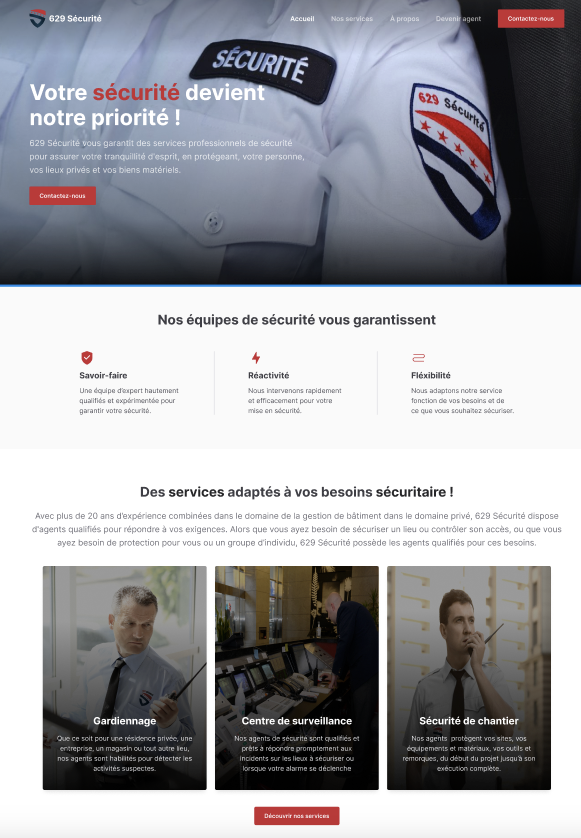 629 Sécurité
Accueil
Nos services
À propos
Devenir agent
Contactez-nous
SÉCURITÉ
629 Sécurité
Votre sécurité devient
notre priorité !
629 Sécurité vous garantit des services professionnels de sécurité
pour assurer votre tranquillité d'esprit, en protégeant, votre personne,
vos lieux privés et vos biens matériels.
Contactez-nous
Nos équipes de sécurité vous garantissent
Savoir-faire
Une équipe d'expert hautement
qualifiés et expérimentée pour
garantir votre sécurité.
Réactivité
Nous intervenons rapidement
et efficacement pour votre
mise en sécurité.
Fléxibilité
Nous adaptons notre service
fonction de vos besoins et de
ce que vous souhaitez sécuriser.
Des services adaptés à vos besoins sécuritaire !
Avec plus de 20 ans d'expérience combinées dans le domaine de la gestion de bâtiment dans le domaine privé, 629 Sécurité dispose
d'agents qualifiés pour répondre à vos exigences. Alors que vous ayez besoin de sécuriser un lieu ou contrôler son accès, ou que vous
ayez besoin de protection pour vous ou un groupe d'individu, 629 Sécurité possède les agents qualifiés pour ces besoins.
Gardiennage
Que ce soit pour une résidence privée, une
entreprise, un magasin ou tout autre lieu,
nos agents sont habilités pour détecter les
activités suspectes.
Centre de surveillance
Nos agents de sécurité sont qualifiés et
prêts à répondre promptement aux
incidents sur les lieux à sécuriser ou
lorsque votre alarme se déclenche
Sécurité de chantier
Nos agents protègent vos sites, vos
équipements et matériaux, vos outils et
remorques, du début du projet jusqu'à son
exécution complète.
Découvrir nos services